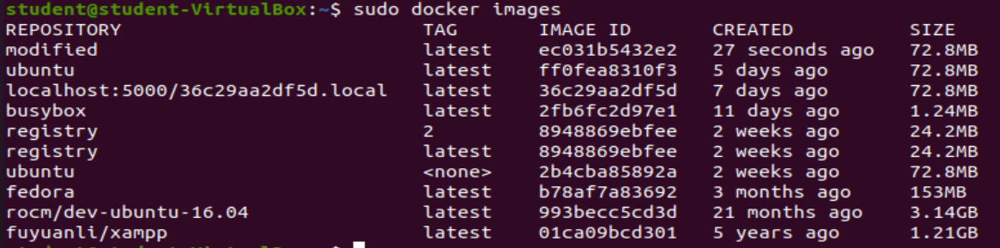 student@student-VirtualBox:~$ sudo docker images
REPOSITORY TAG IMAGE ID CREATED SIZE
modified latest ec031b5432e2 27 seconds ago 72.8MB
ubuntu latest ff0fea8310f3 5 days ago 72.8MB
localhost:5000/36c29aa2df5d.local latest 36c29aa2df5d 7 days ago 72.8MB
busybox latest 2fb6fc2d97e1 11 days ago 1.24MB
registry 2 8948869ebfee 2 weeks ago 24.2MB
registry latest 8948869ebfee 2 weeks ago 24.2MB
ubuntu <none> 2b4cba85892a 2 weeks ago 72.8MB
fedora latest b78af7a83692 3 months ago 153MB
rocm/dev-ubuntu-16.04 latest 993becc5cd3d 21 months ago 3.14GB
fuyuanli/xampp latest 01ca09bcd301 5 years ago 1.21GB